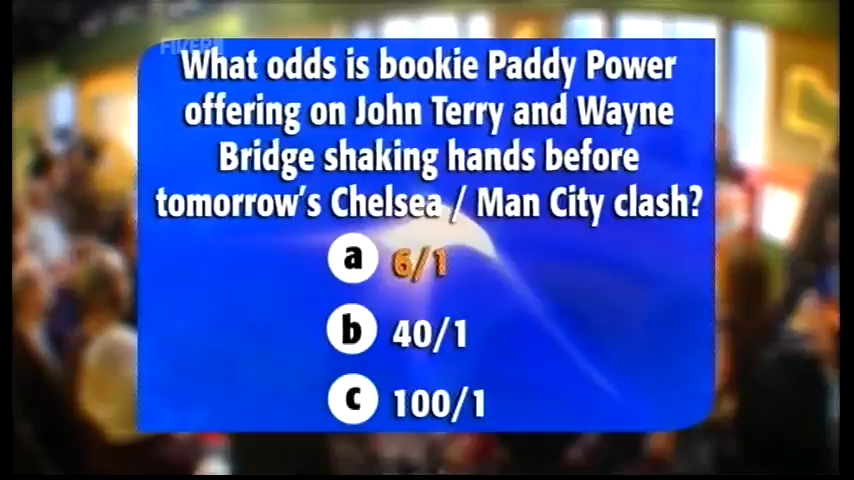 FIVER
What odds is bookie Paddy Power
offering on John Terry and Wayne
Bridge shaking hands before
tomorrow's Chelsea / Man City clash?
a 6/1
b 40/1
c 100/1